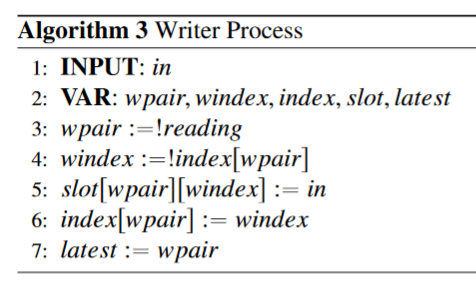 Algorithm 3 Writer Process
1: INPUT: in
2: VAR: wpair, windex, index, slot, latest
3: wpair :=!reading
4: windex :=!index[wpair]
5: slot[wpair][windex] := in
6: index[wpair] := windex
7: latest := wpair